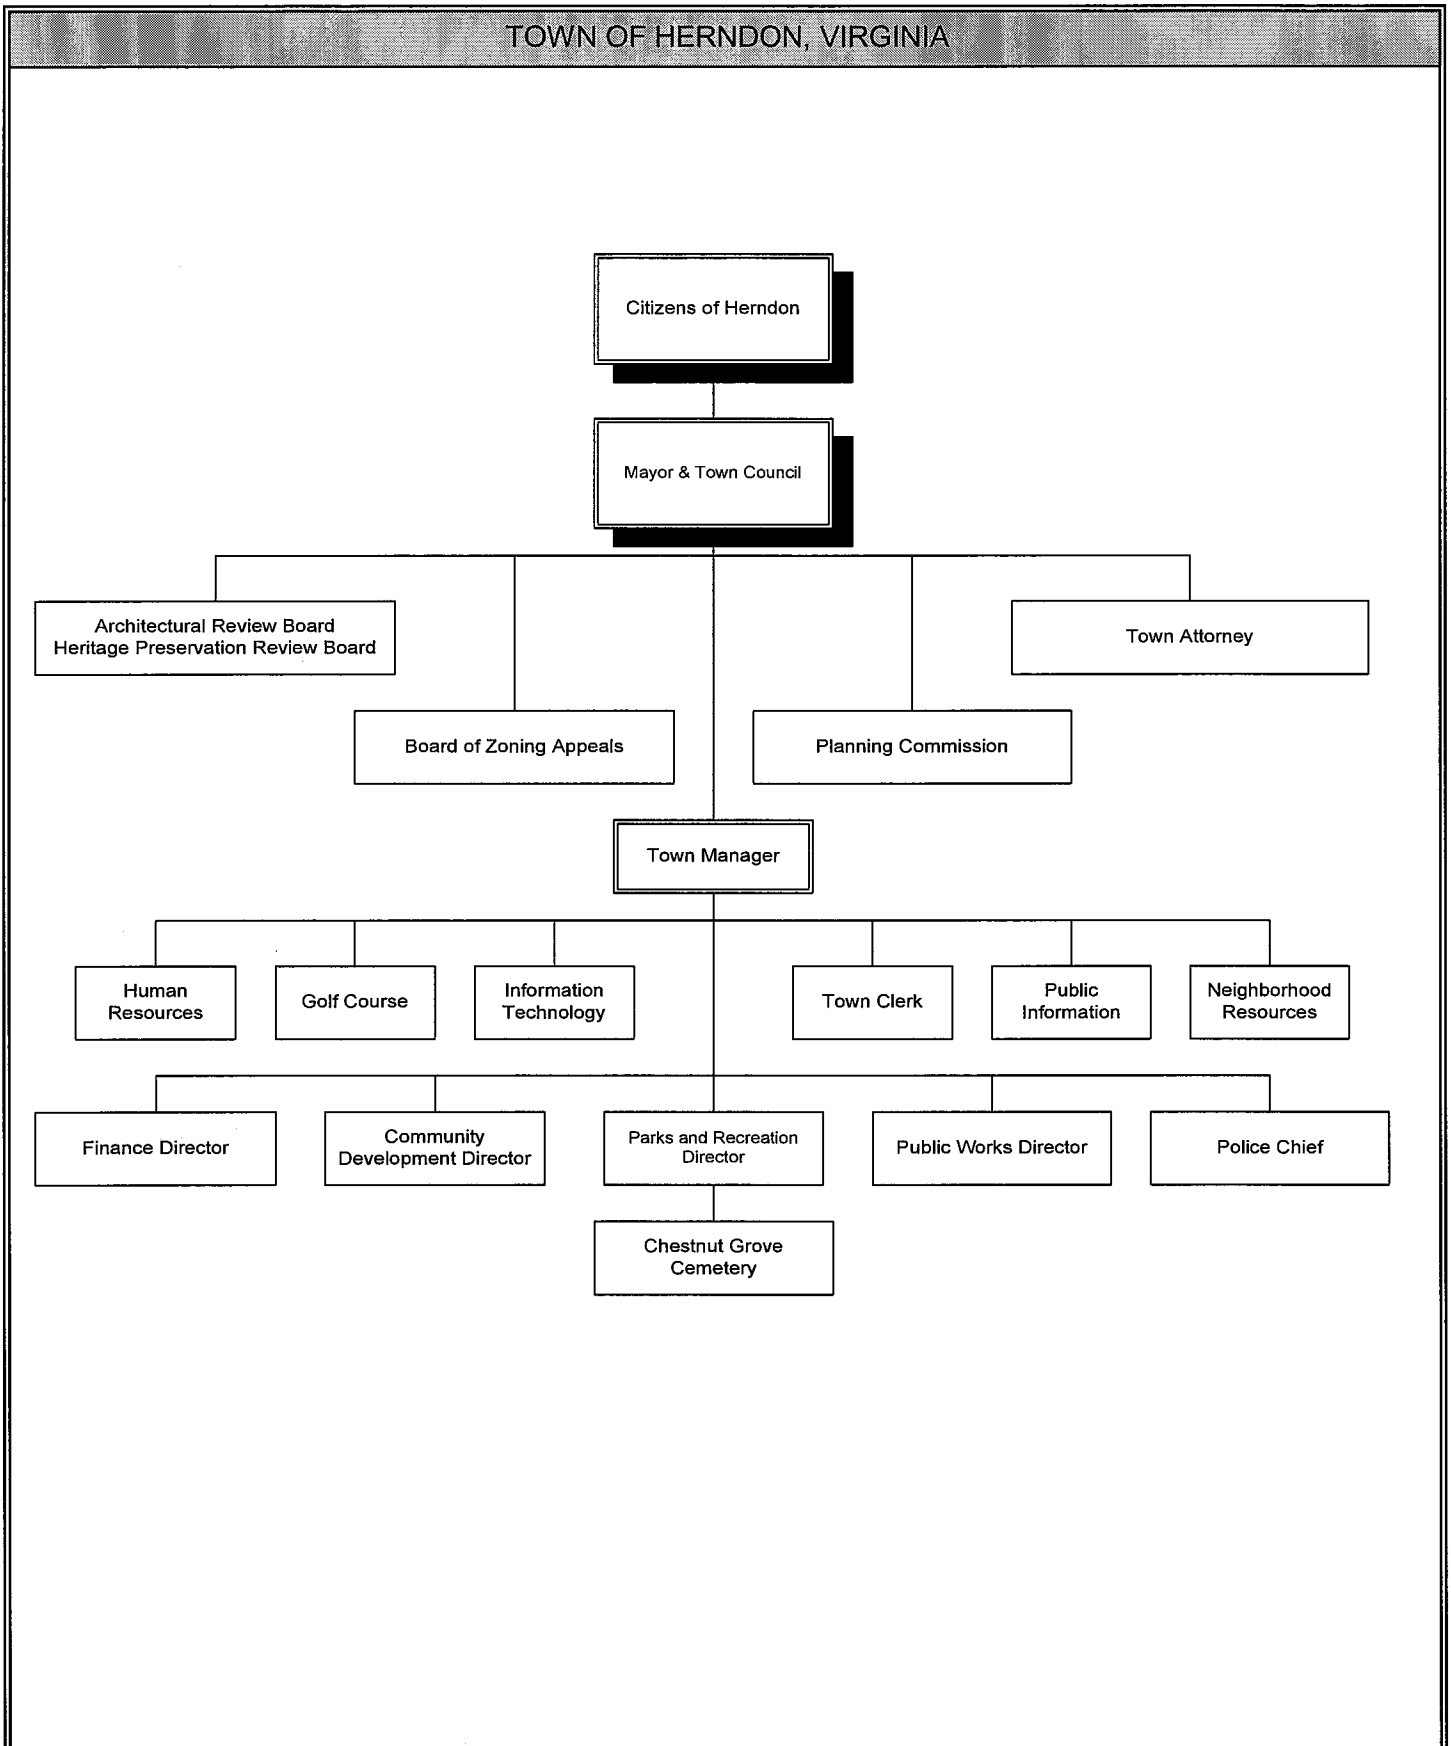 TOWN OF HERNDON, VIRGINIA
Citizens of Herndon
Mayor & Town Council
Architectural Review Board
Heritage Preservation Review Board
Town Attorney
Board of Zoning Appeals
Planning Commission
Town Manager
Human
Resources
Golf Course
Information
Technology
Town Clerk
Public
Information
Neighborhood
Resources
Finance Director
Community
Development Director
Parks and Recreation
Director
Public Works Director
Police Chief
Chestnut Grove
Cemetery